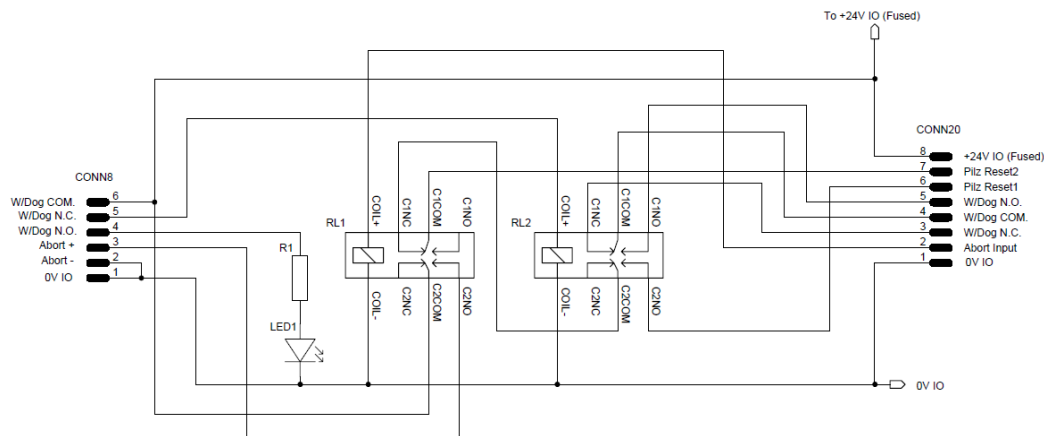 To +24V IO (Fused)
CONN20
8 +24V IO (Fused)
7 Pilz Reset2
6 Pilz Reset1
5 W/Dog N.O.
4 W/Dog COM.
3 W/Dog N.C.
2 Abort Input
1 0V IO
CONN8
W/Dog COM. 6
W/Dog N.C. 5
W/Dog N.O. 4
Abort + 3
Abort - 2
0V IO 1
R1
LED1
RL1
COIL+
C1NC
C1COM
C1NO
COIL-
C2NC
C2COM
C2NO
RL2
COIL+
C1NC
C1COM
C1NO
COIL-
C2NC
C2COM
C2NO
0V IO